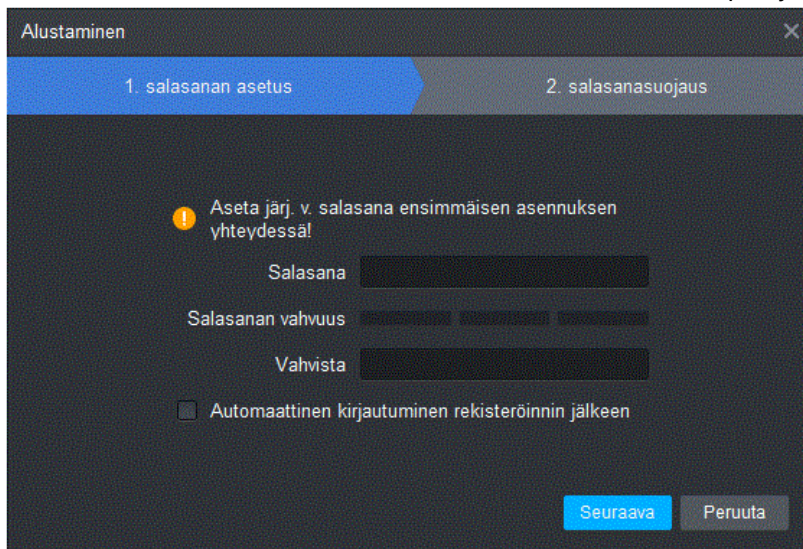 Alustaminen
1. salasanan asetus
2. salasanasuojaus
Aseta järj. v. salasana ensimmäisen asennuksen
yhteydessä!
Salasana
Salasanan vahvuus
Vahvista
Automaattinen kirjautuminen rekisteröinnin jälkeen
Seuraava
Peruuta